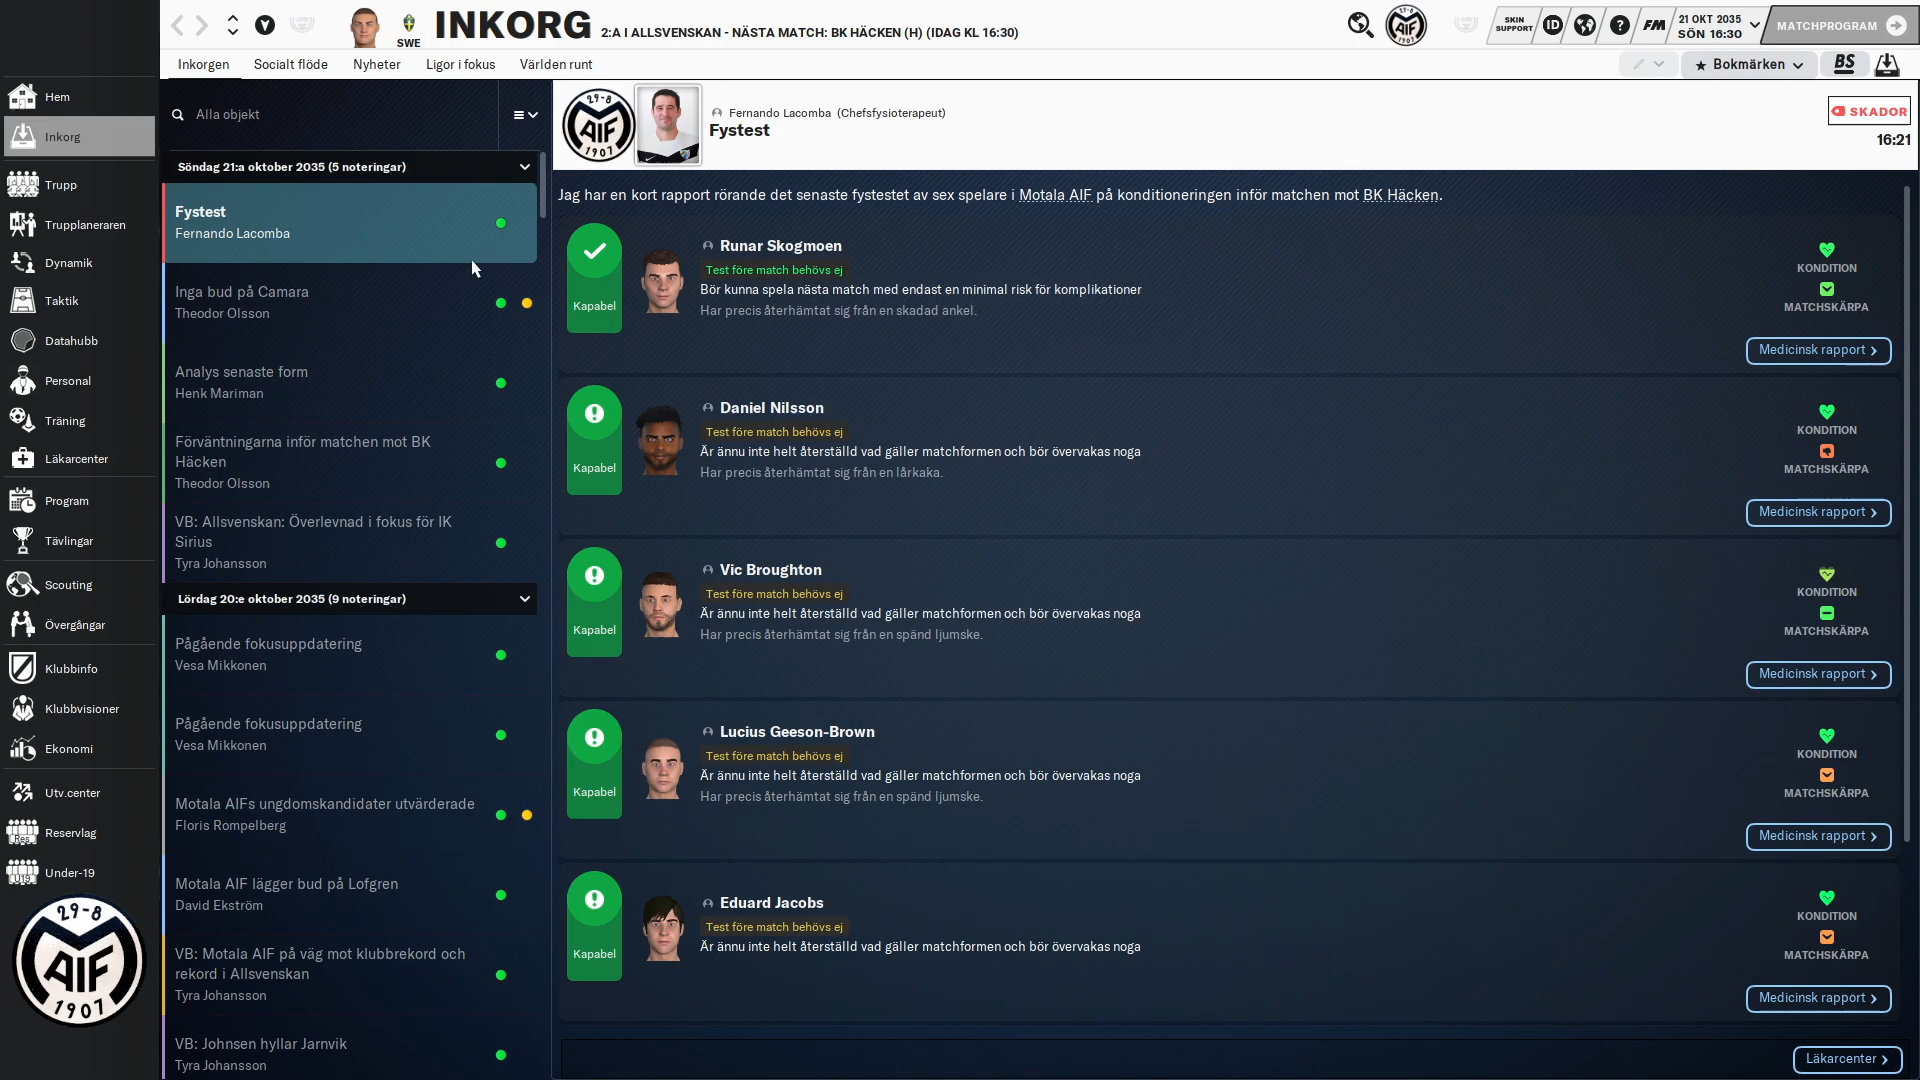 SWE
INKORG
2:A I ALLSVENSKAN - NÄSTA MATCH: BK HÄCKEN (H) (IDAG KL 16:30)
29-8
MAIF
1907
SKIN
SUPPORT
ID
FM
21 OKT 2035
SÖN 16:30
MATCHPROGRAM
Inkorgen
Socialt flöde
Nyheter
Ligor i fokus
Världen runt
Bokmärken
BS
Hem
Inkorg
Trupp
Trupplaneraren
Dynamik
Taktik
Datahubb
Personal
Träning
Läkarcenter
Program
Tävlingar
Scouting
Övergångar
Klubbinfo
Klubbvisioner
Ekonomi
Utv.center
Res
Reservlag
U19
Under-19
29-8
MAIF
1907
Alla objekt
Söndag 21:a oktober 2035 (5 noteringar)
Fystest
Fernando Lacomba
Inga bud på Camara
Theodor Olsson
Analys senaste form
Henk Mariman
Förväntningarna inför matchen mot BK
Häcken
Theodor Olsson
VB: Allsvenskan: Överlevnad i fokus för IK
Sirius
Tyra Johansson
Lördag 20:e oktober 2035 (9 noteringar)
Pågående fokusuppdatering
Vesa Mikkonen
Pågående fokusuppdatering
Vesa Mikkonen
Motala AIFs ungdomskandidater utvärderade
Floris Rompelberg
Motala AIF lägger bud på Lofgren
David Ekström
VB: Motala AIF på väg mot klubbrekord och
rekord i Allsvenskan
Tyra Johansson
VB: Johnsen hyllar Jarnvik
Tyra Johansson
29-8
MAIF
1907
Fernando Lacomba (Chefsfysioterapeut)
Fystest
SKADOR
16:21
Jag har en kort rapport rörande det senaste fystestet av sex spelare i Motala AIF på konditioneringen inför matchen mot BK Häcken.
Kapabel
Runar Skogmoen
Test före match behövs ej
Bör kunna spela nästa match med endast en minimal risk för komplikationer
Har precis återhämtat sig från en skadad ankel.
KONDITION
MATCHSKÄRPA
Medicinsk rapport
Kapabel
Daniel Nilsson
Test före match behövs ej
Är ännu inte helt återställd vad gäller matchformen och bör övervakas noga
Har precis återhämtat sig från en lårkaka.
KONDITION
MATCHSKÄRPA
Medicinsk rapport
Kapabel
Vic Broughton
Test före match behövs ej
Är ännu inte helt återställd vad gäller matchformen och bör övervakas noga
Har precis återhämtat sig från en spänd ljumske.
KONDITION
MATCHSKÄRPA
Medicinsk rapport
Kapabel
Lucius Geeson-Brown
Test före match behövs ej
Är ännu inte helt återställd vad gäller matchformen och bör övervakas noga
Har precis återhämtat sig från en spänd ljumske.
KONDITION
MATCHSKÄRPA
Medicinsk rapport
Kapabel
Eduard Jacobs
Test före match behövs ej
Är ännu inte helt återställd vad gäller matchformen och bör övervakas noga
KONDITION
MATCHSKÄRPA
Medicinsk rapport
Läkarcenter